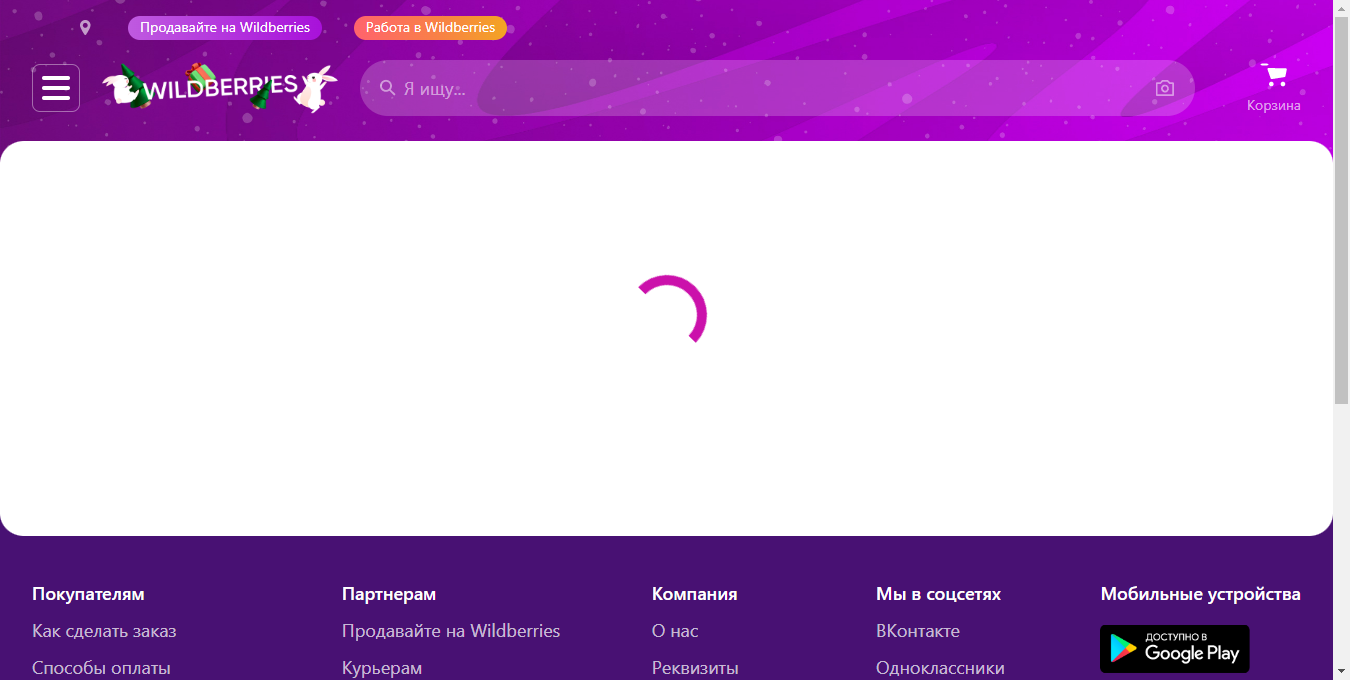 Продавайте на Wildberries
Работа в Wildberries
WILDBERRIES
Я ищу...
Корзина
Покупателям
Как сделать заказ
Способы оплаты
Партнерам
Продавайте на Wildberries
Курьерам
Компания
О нас
Реквизиты
Мы в соцсетях
ВКонтакте
Одноклассники
Мобильные устройства
ДОСТУПНО В
Google Play